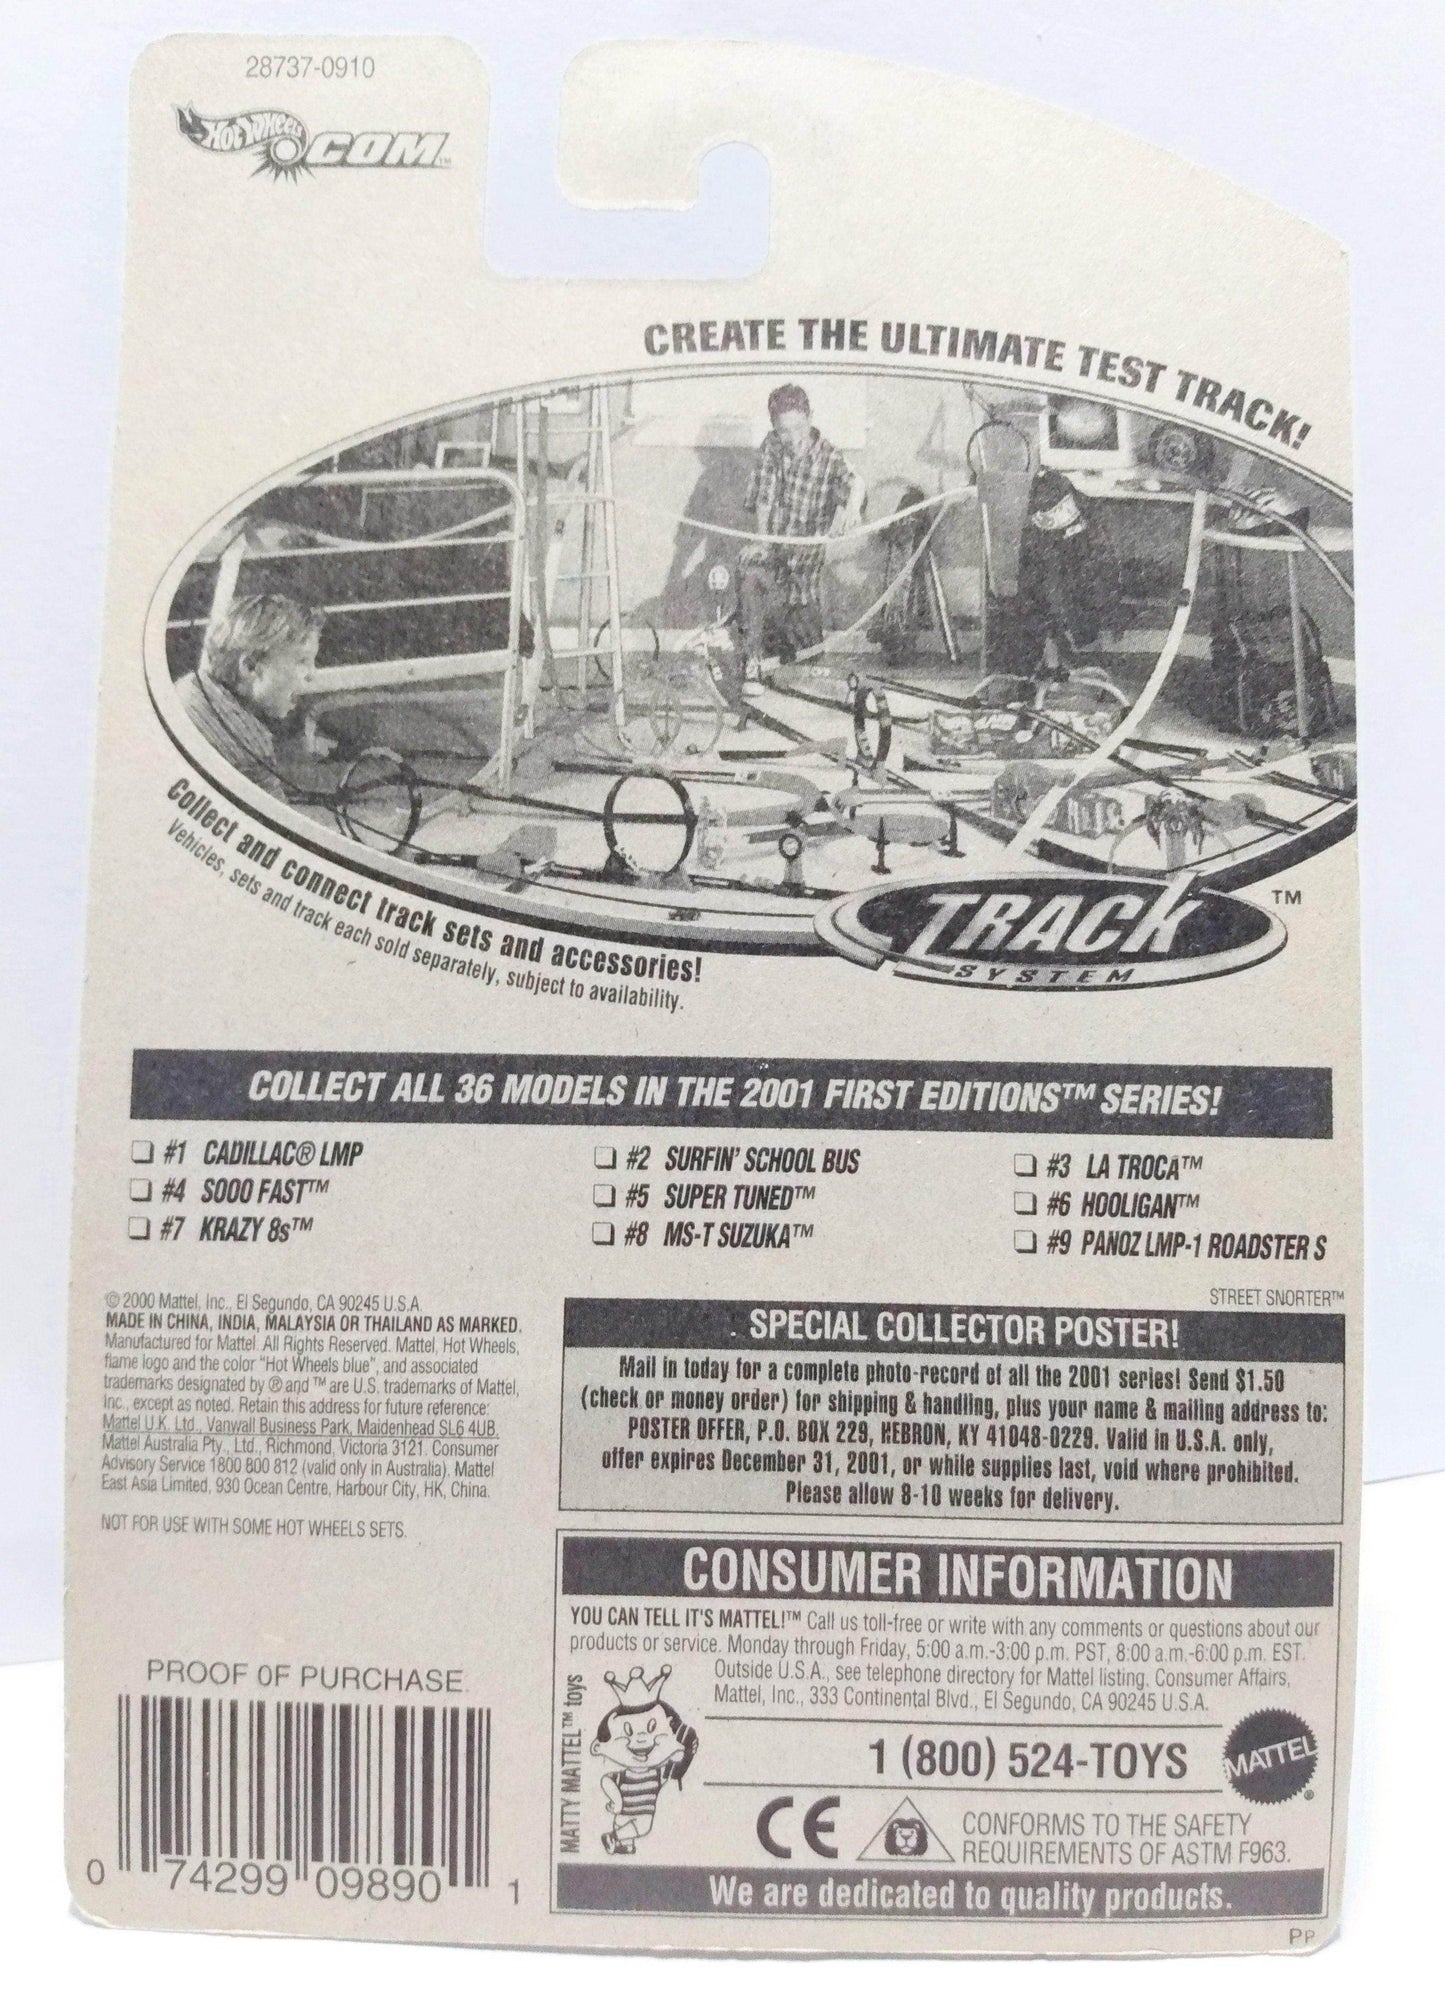 28737-0910
HOT WHEELS .COM™
CREATE THE ULTIMATE TEST TRACK!
Collect and connect track sets and accessories!
Vehicles, sets and track each sold separately, subject to availability.
TRACK ™
SYSTEM
COLLECT ALL 36 MODELS IN THE 2001 FIRST EDITIONS™ SERIES!
#1 CADILLAC® LMP
#2 SURFIN' SCHOOL BUS
#3 LA TROCA™
#4 SOOO FAST™
#5 SUPER TUNED™
#6 HOOLIGAN™
#7 KRAZY 8s™
#8 MS-T SUZUKA™
#9 PANOZ LMP-1 ROADSTER S
© 2000 Mattel, Inc., El Segundo, CA 90245 U.S.A.
MADE IN CHINA, INDIA, MALAYSIA OR THAILAND AS MARKED.
Manufactured for Mattel. All Rights Reserved. Mattel, Hot Wheels,
flame logo and the color "Hot Wheels blue", and associated
trademarks designated by ® and ™ are U.S. trademarks of Mattel,
Inc., except as noted. Retain this address for future reference:
Mattel U.K. Ltd., Vanwall Business Park, Maidenhead SL6 4UB.
Mattel Australia Pty., Ltd., Richmond, Victoria 3121. Consumer
Advisory Service 1800 800 812 (valid only in Australia). Mattel
East Asia Limited, 930 Ocean Centre, Harbour City, HK, China.
NOT FOR USE WITH SOME HOT WHEELS SETS.
STREET SNORTER™
SPECIAL COLLECTOR POSTER!
Mail in today for a complete photo-record of all the 2001 series! Send $1.50
(check or money order) for shipping & handling, plus your name & mailing address to:
POSTER OFFER, P.O. BOX 229, HEBRON, KY 41048-0229. Valid in U.S.A. only,
offer expires December 31, 2001, or while supplies last, void where prohibited.
Please allow 8-10 weeks for delivery.
CONSUMER INFORMATION
YOU CAN TELL IT'S MATTEL!™ Call us toll-free or write with any comments or questions about our
products or service. Monday through Friday, 5:00 a.m.-3:00 p.m. PST, 8:00 a.m.-6:00 p.m. EST.
Outside U.S.A., see telephone directory for Mattel listing. Consumer Affairs,
Mattel, Inc., 333 Continental Blvd., El Segundo, CA 90245 U.S.A.
MATTY MATTEL™ toys
1 (800) 524-TOYS
MATTEL®
CE
CONFORMS TO THE SAFETY
REQUIREMENTS OF ASTM F963.
We are dedicated to quality products.
PP
PROOF OF PURCHASE
0 74299 09890 1